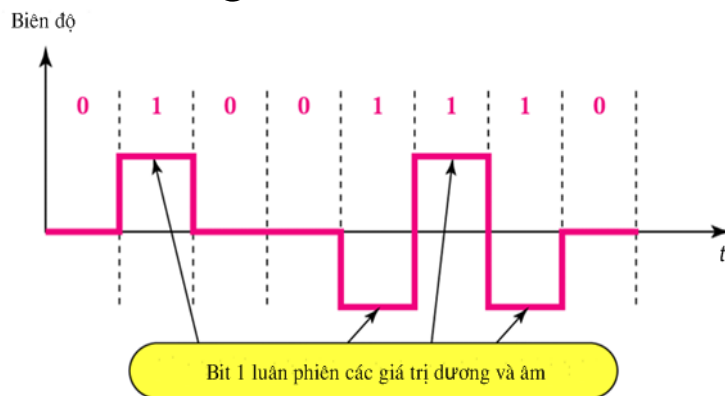 Biên độ
0 1 0 0 1 1 1 0
t
Bit 1 luân phiên các giá trị dương và âm